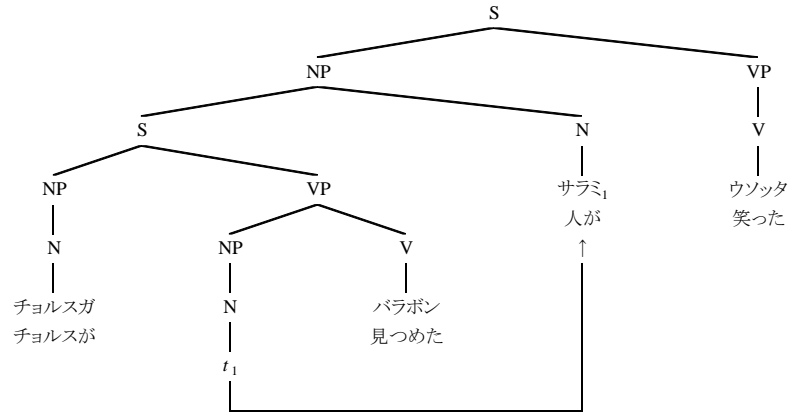 S
NP VP
S N V
NP VP サラミ₁ ウソッタ
人が 笑った
N NP V ↑
チョルスガ N バラボン
チョルスが 見つめた
t ₁